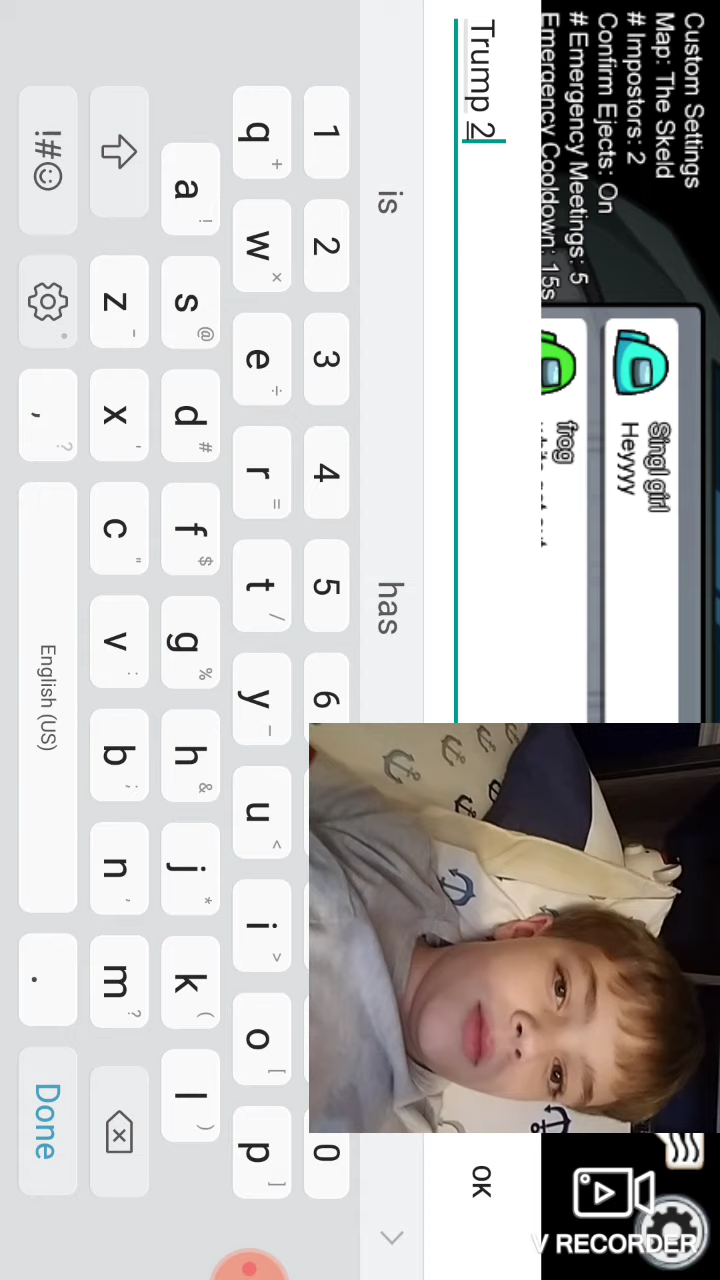 Custom Settings
Map: The Skeld
# Impostors: 2
Confirm Ejects: On
# Emergency Meetings: 5
Emergency Cooldown: 15s
Singl girl
Heyyyy
frog
Trump 2
OK
is
has
1 2 3 4 5 6 0
q + w × e ÷ r = t / y _ u < i > o [ p ]
a ! s @ d # f $ g % h & j * k ( l )
z - x ' c " v : b ; n , m ?
!#☺ , ? English (US) . Done
V RECORDER